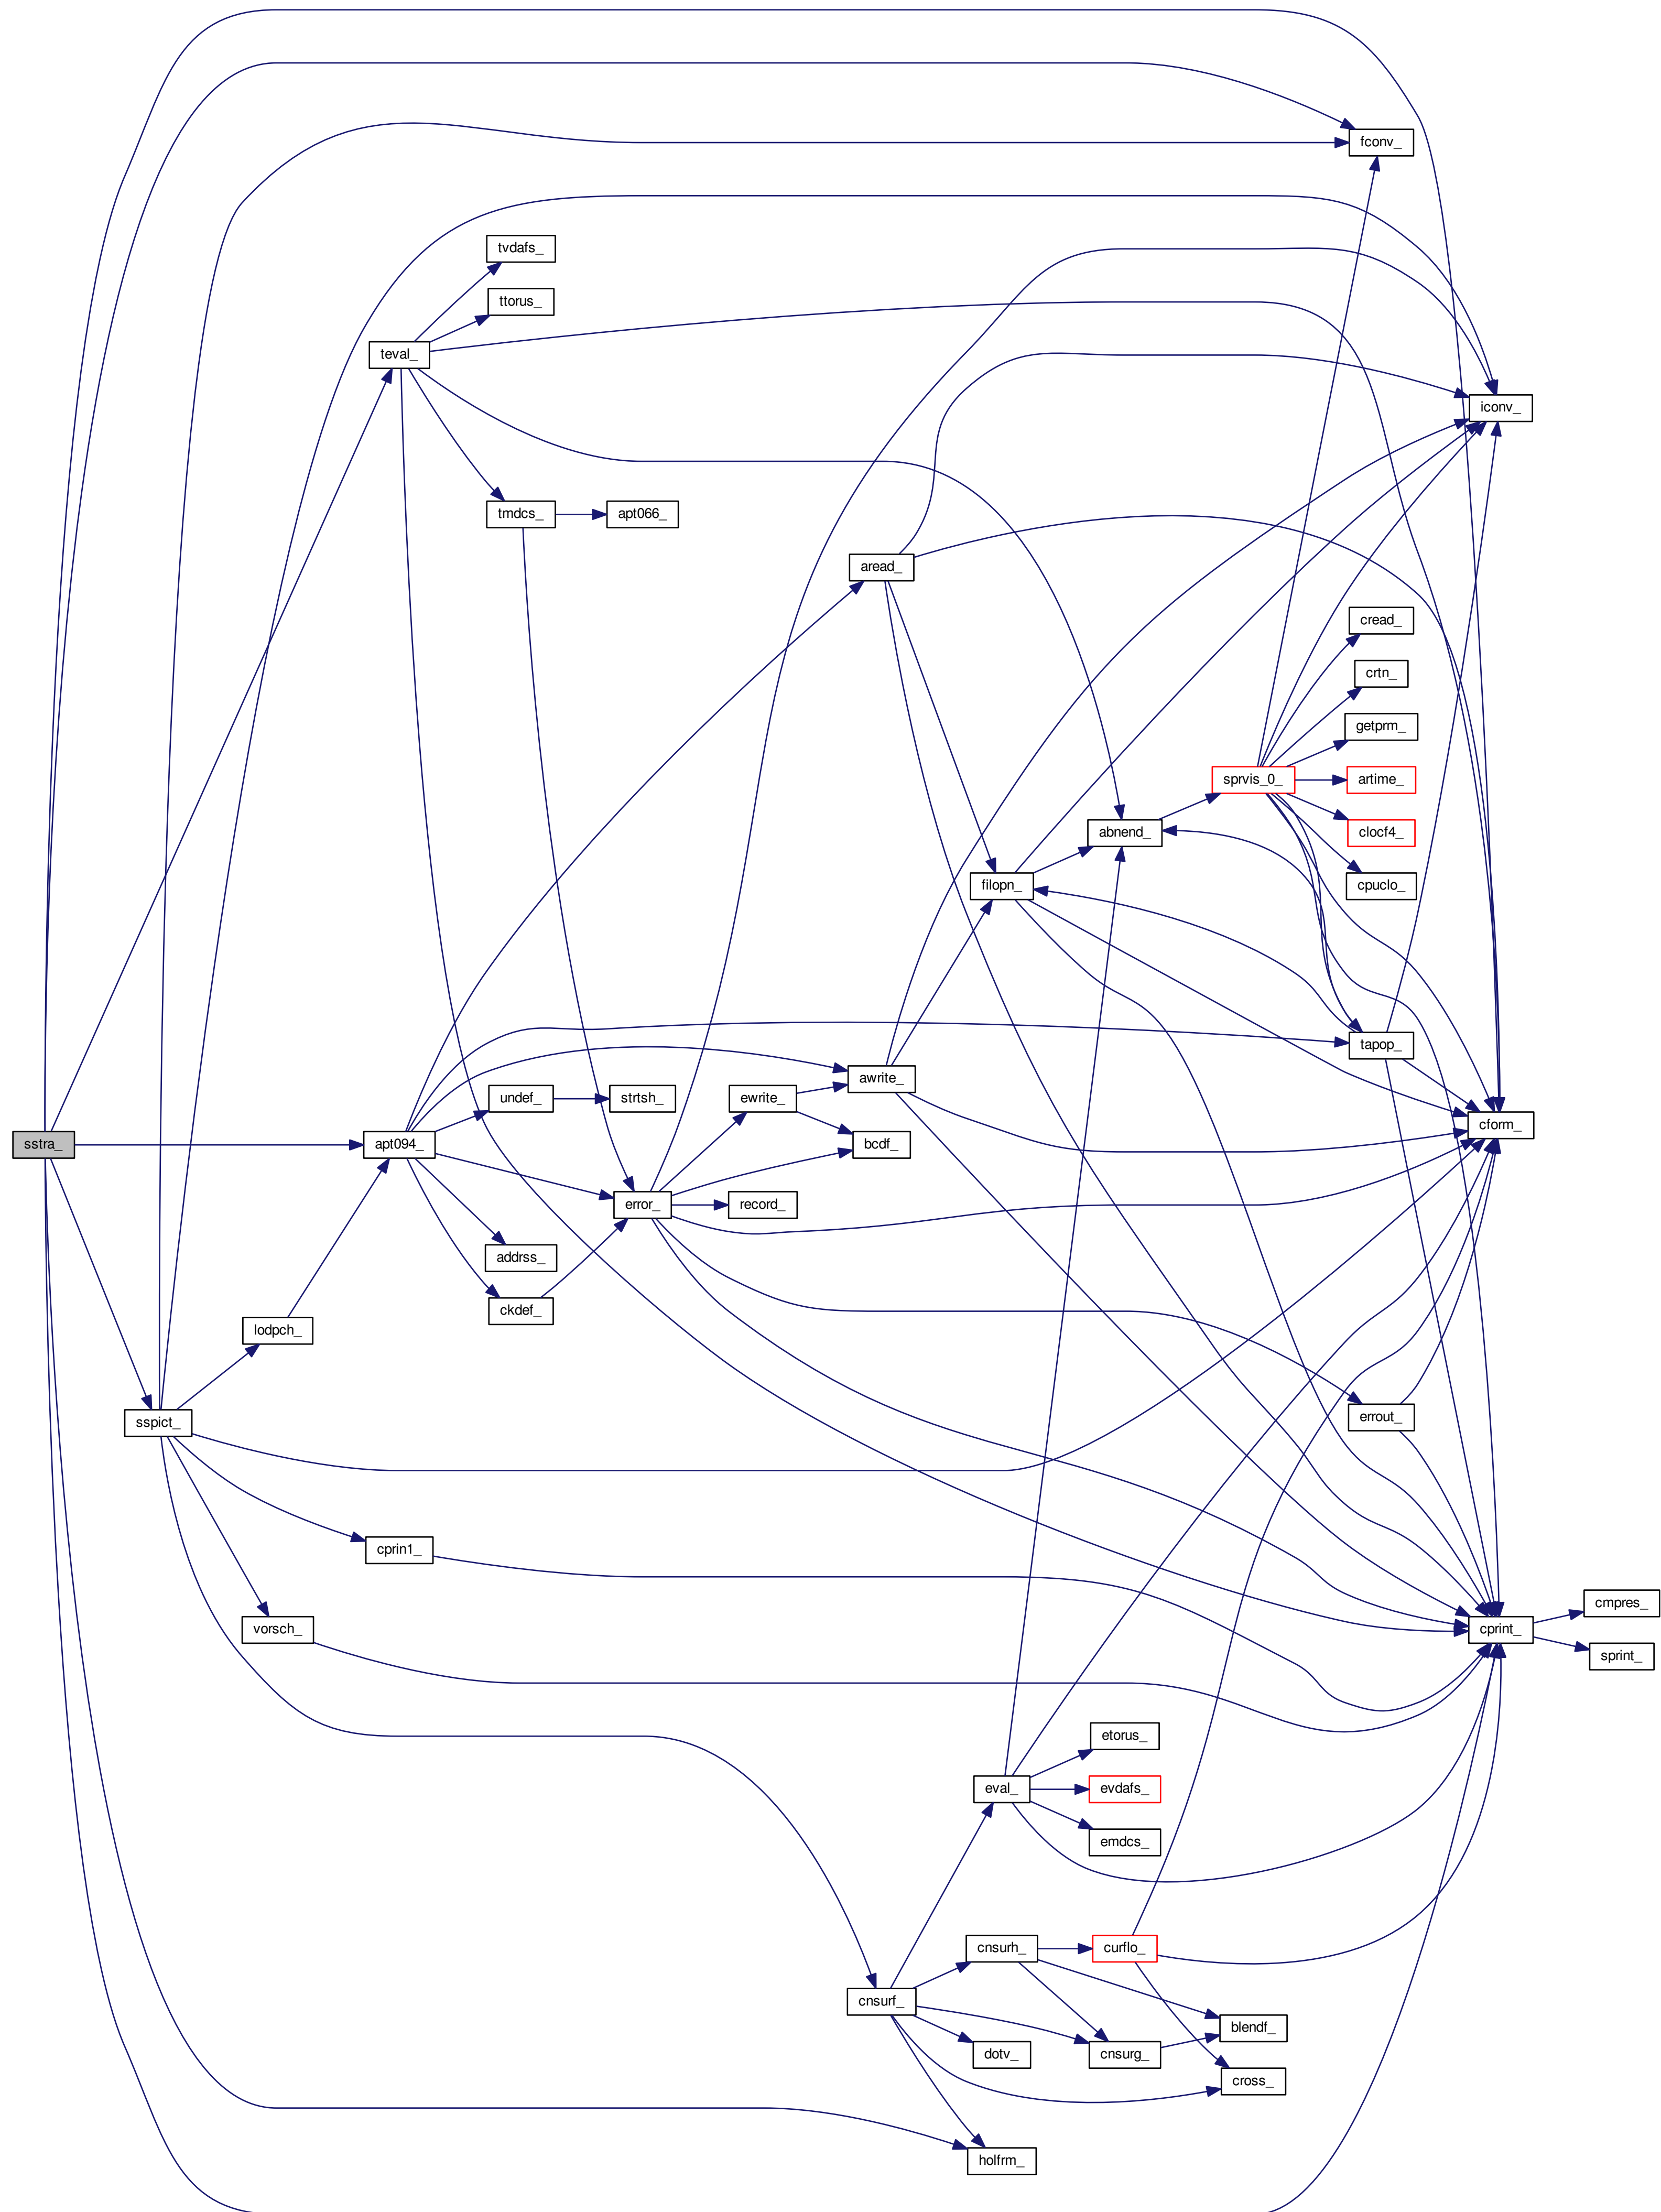 fconv_
tvdafs_
ttorus_
teval_
iconv_
tmdcs_
apt066_
aread_
cread_
crtn_
getprm_
sprvis_0_
artime_
abnend_
clocf4_
filopn_
cpuclo_
tapop_
awrite_
undef_
strtsh_
ewrite_
cform_
sstra_
apt094_
bcdf_
error_
record_
addrss_
ckdef_
lodpch_
errout_
sspict_
cprin1_
cmpres_
vorsch_
cprint_
sprint_
etorus_
eval_
evdafs_
emdcs_
cnsurh_
curflo_
cnsurf_
blendf_
dotv_
cnsurg_
cross_
holfrm_